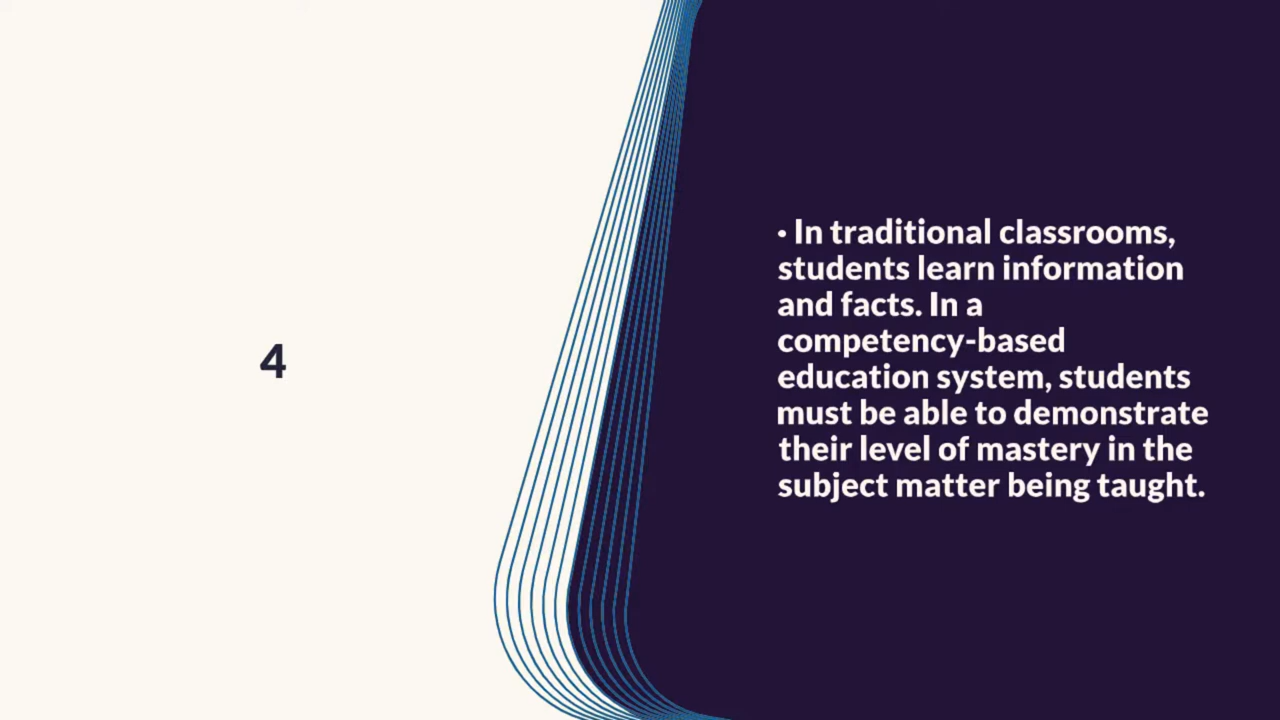 4
· In traditional classrooms,
students learn information
and facts. In a
competency-based
education system, students
must be able to demonstrate
their level of mastery in the
subject matter being taught.